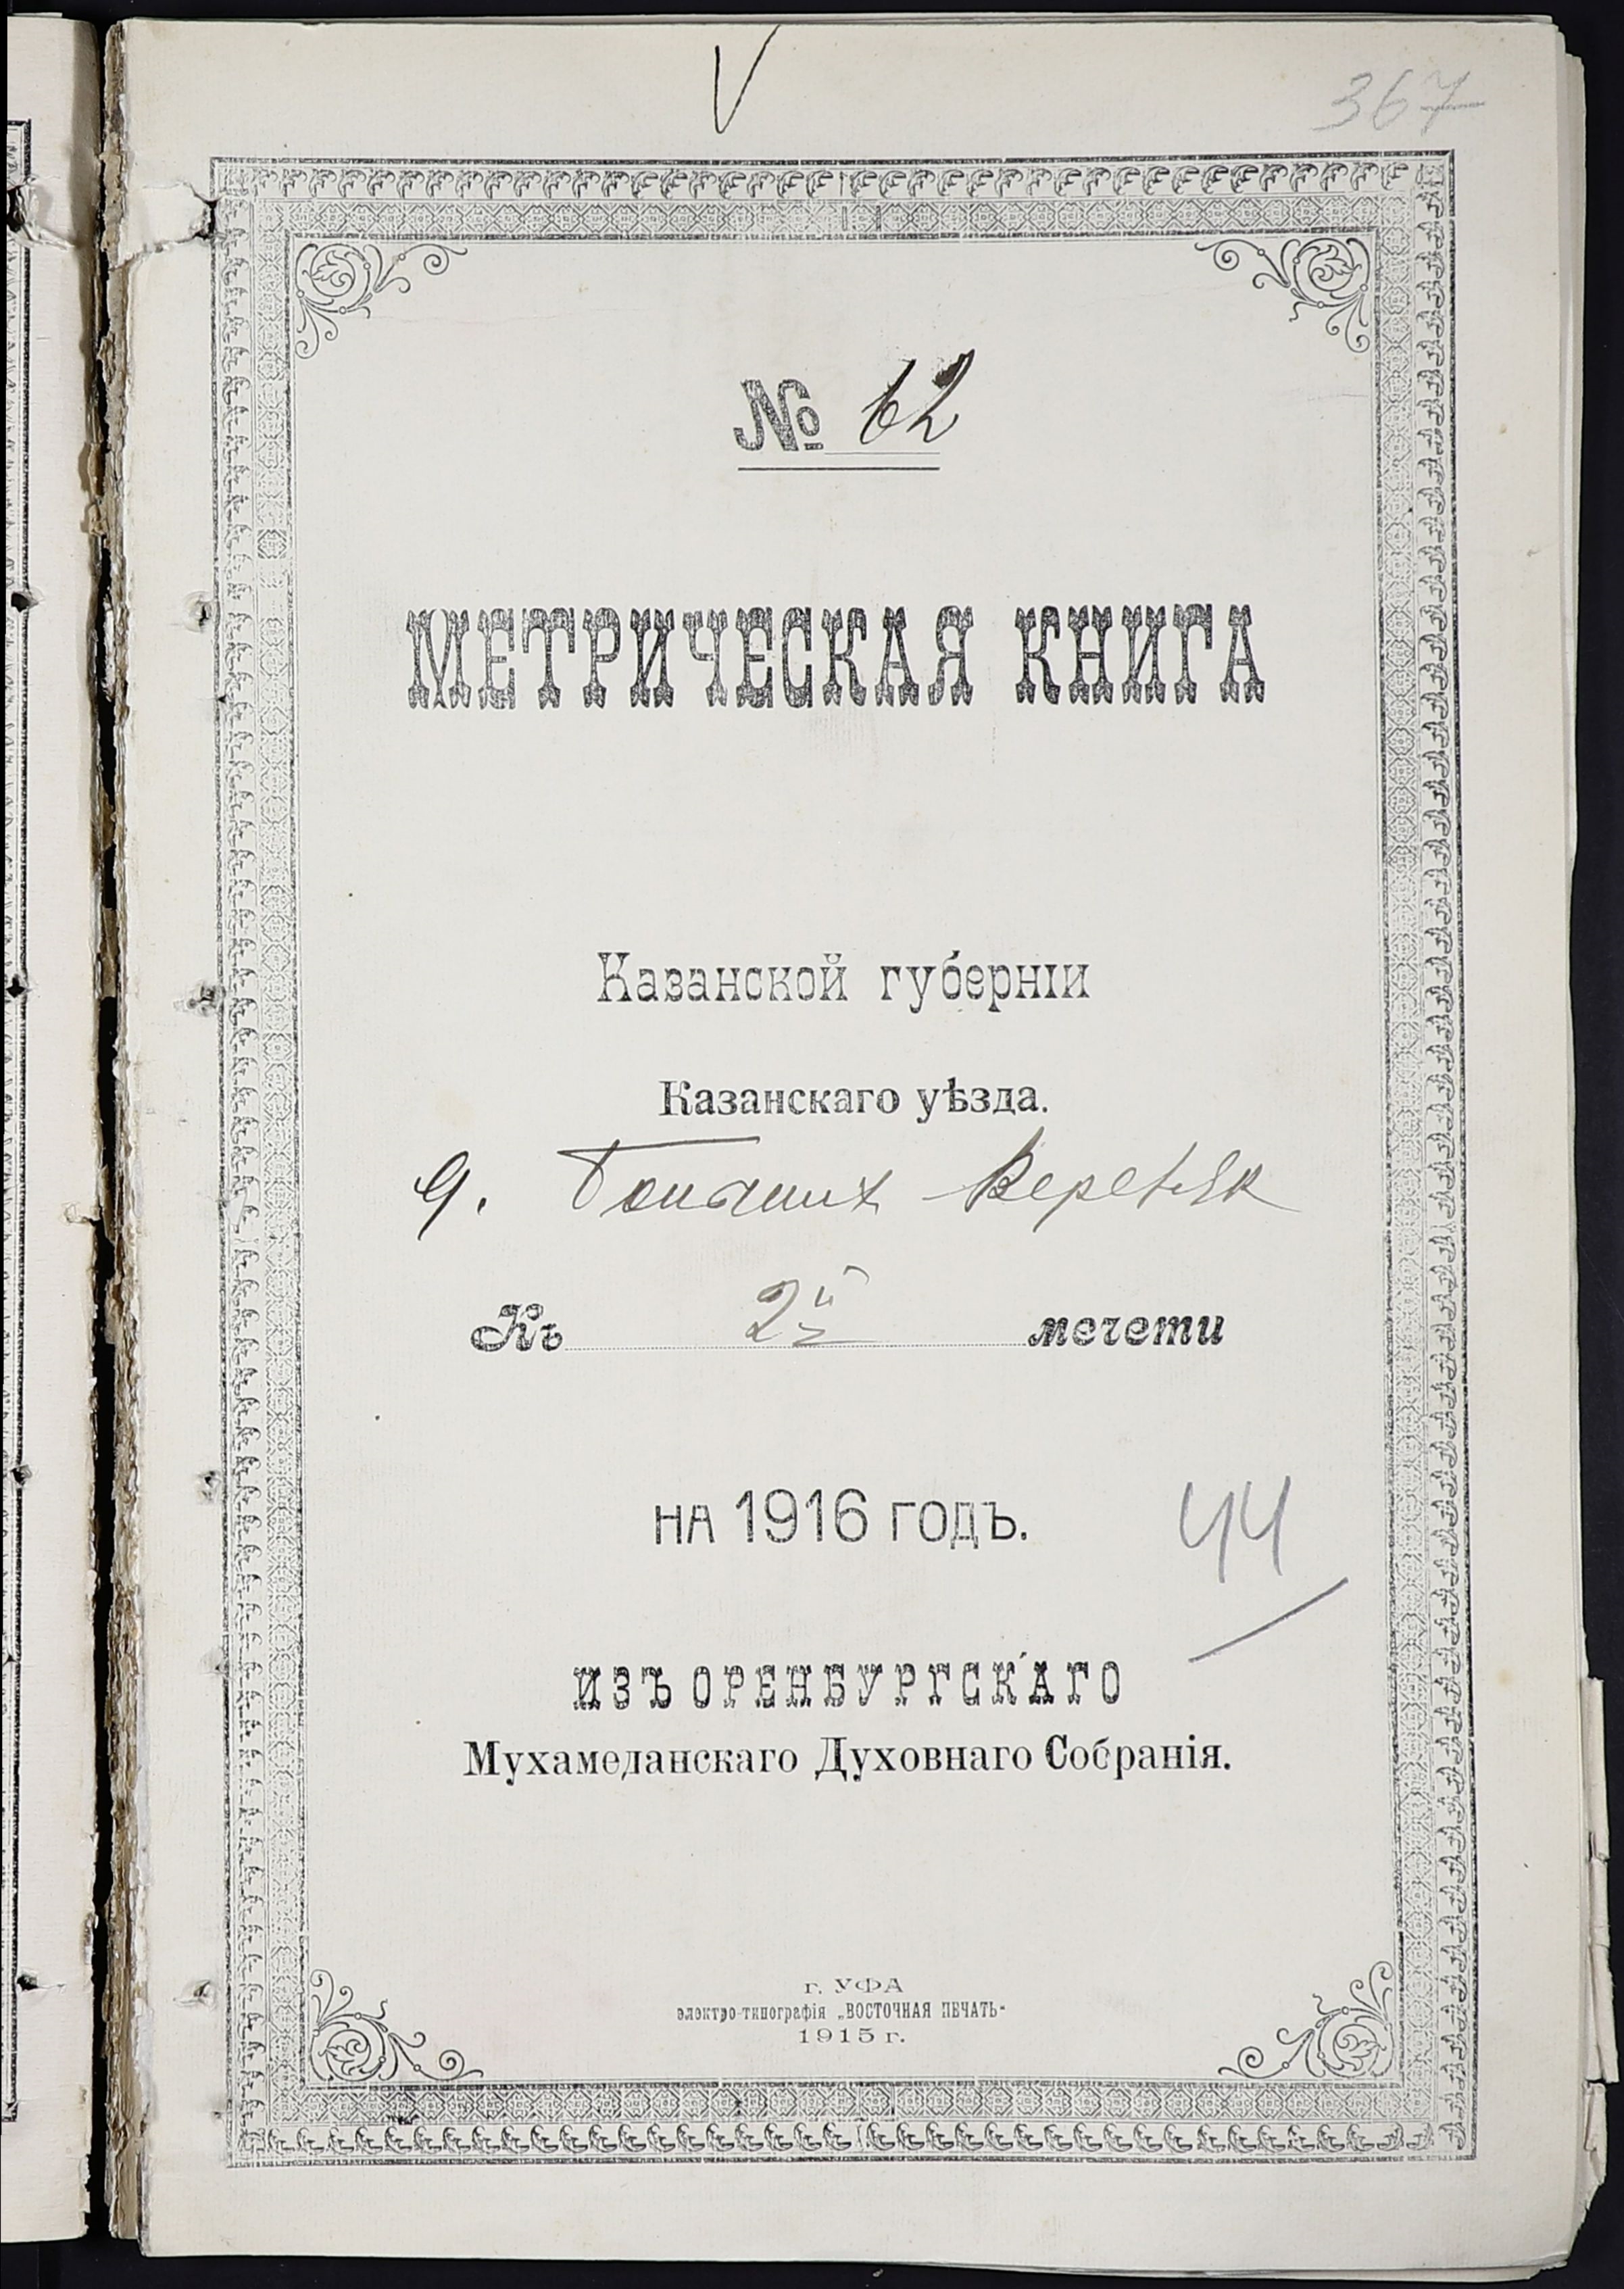 V
367
№ 62
МЕТРИЧЕСКАЯ КНИГА
Казанской губерніи
Казанскаго уѣзда.
д. Большихъ Верезяк
Къ 2й мечети
на 1916 годъ.
44
ИЗЪ ОРЕНБУРГСКАГО
Мухамеданскаго Духовнаго Собранія.
г. УФА
электро-типографія „ВОСТОЧНАЯ ПЕЧАТЬ"
1915 г.